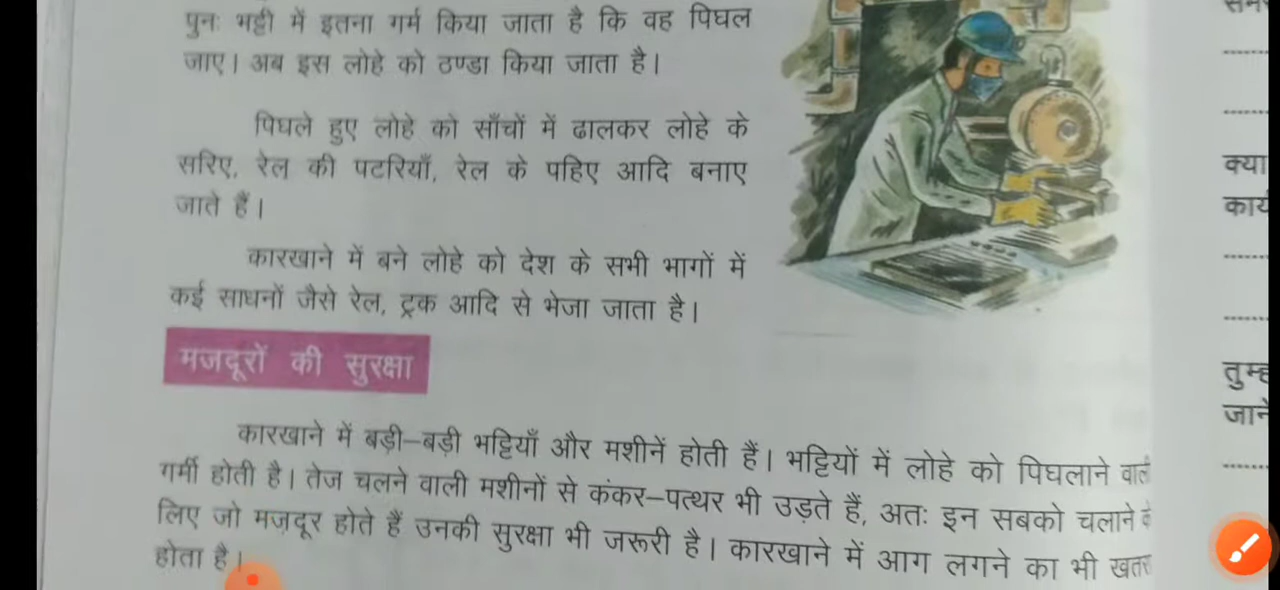 पुनः भट्टी में इतना गर्म किया जाता है कि वह पिघल
जाए। अब इस लोहे को ठण्डा किया जाता है।
पिघले हुए लोहे को साँचों में ढालकर लोहे के
सरिए, रेल की पटरियाँ, रेल के पहिए आदि बनाए
जाते हैं।
कारखाने में बने लोहे को देश के सभी भागों में
कई साधनों जैसे रेल, ट्रक आदि से भेजा जाता है।
मजदूरों की सुरक्षा
कारखाने में बड़ी–बड़ी भट्टियाँ और मशीनें होती हैं। भट्टियों में लोहे को पिघलाने
गर्मी होती है। तेज चलने वाली मशीनों से कंकर–पत्थर भी उड़ते हैं, अतः इन सबको चलाने
लिए जो मज़दूर होते हैं उनकी सुरक्षा भी जरूरी है। कारखाने में आग लगने का भी
होता है।
क्या